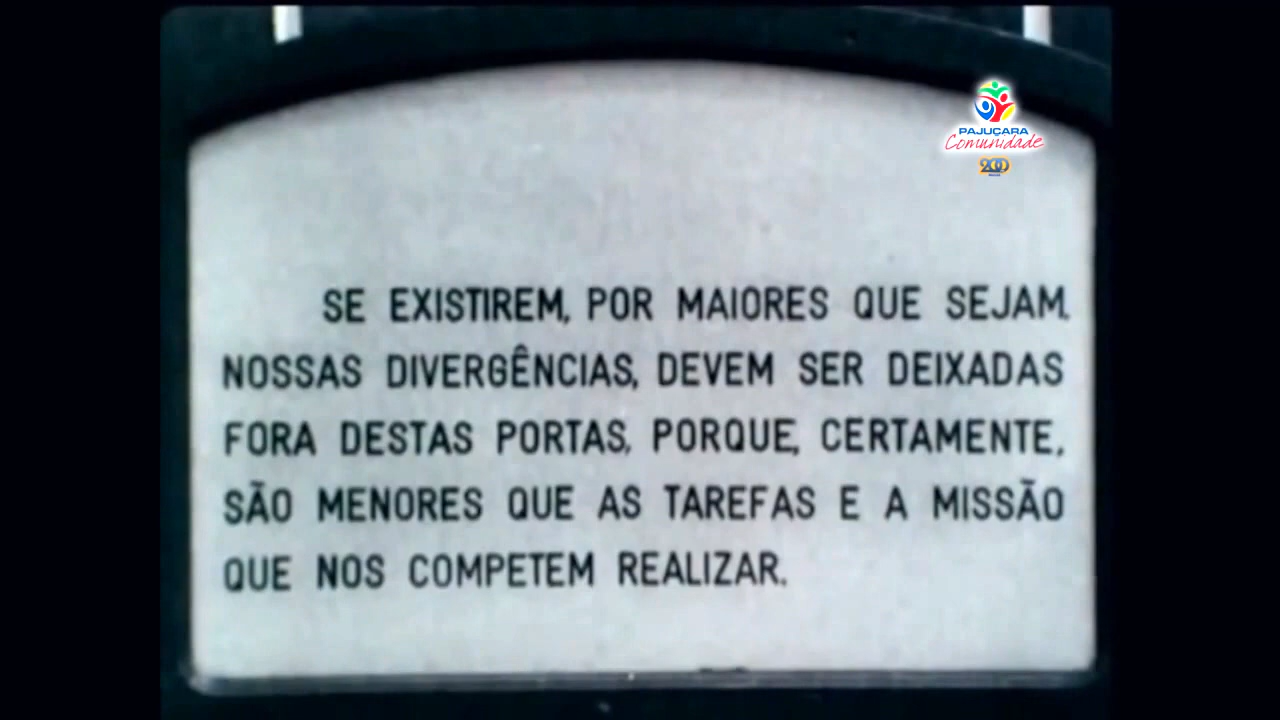 PAJUÇARA
Comunidade
200
SE EXISTIREM, POR MAIORES QUE SEJAM,
NOSSAS DIVERGÊNCIAS, DEVEM SER DEIXADAS
FORA DESTAS PORTAS, PORQUE, CERTAMENTE,
SÃO MENORES QUE AS TAREFAS E A MISSÃO
QUE NOS COMPETEM REALIZAR.